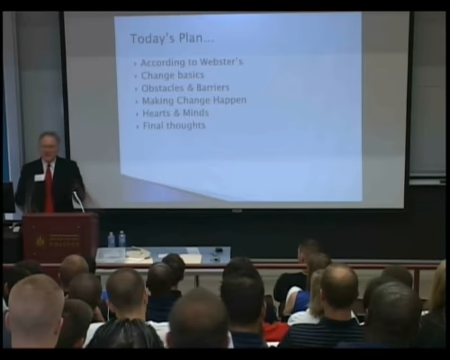 Today's Plan...
According to Webster's
Change basics
Obstacles & Barriers
Making Change Happen
Hearts & Minds
Final thoughts